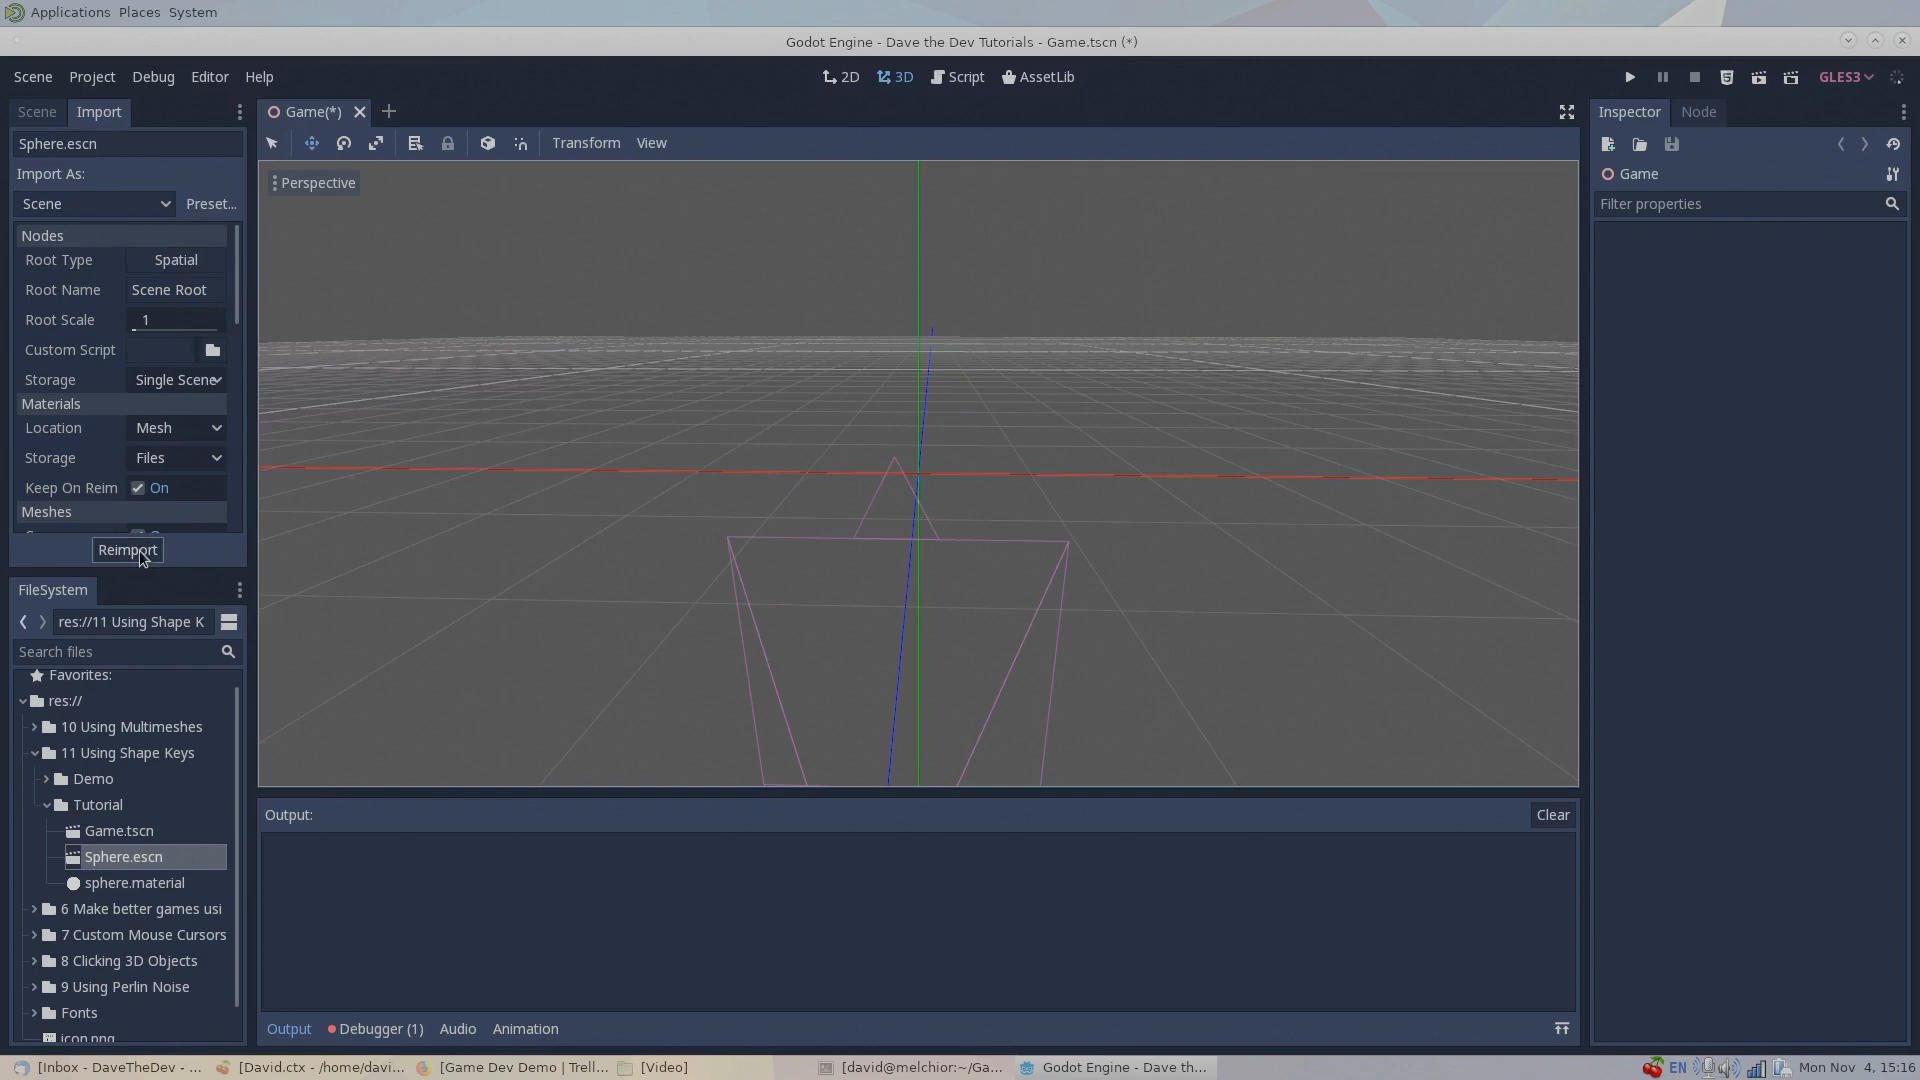 Applications Places System
Godot Engine - Dave the Dev Tutorials - Game.tscn (*)
Scene Project Debug Editor Help
2D 3D Script AssetLib
GLES3
Scene Import
Game(*)
Inspector Node
Sphere.escn
Transform View
Import As:
Game
Scene Preset...
Perspective
Filter properties
Nodes
Root Type Spatial
Root Name Scene Root
Root Scale 1
Custom Script
Storage Single Scene
Materials
Location Mesh
Storage Files
Keep On Reim On
Meshes
Reimport
FileSystem
res://11 Using Shape K
Search files
Favorites:
res://
10 Using Multimeshes
11 Using Shape Keys
Demo
Tutorial
Game.tscn
Sphere.escn
sphere.material
6 Make better games usi
7 Custom Mouse Cursors
8 Clicking 3D Objects
9 Using Perlin Noise
Fonts
icon.png
Output: Clear
Output Debugger (1) Audio Animation
[Inbox - DaveTheDev - ... [David.ctx - /home/davi... [Game Dev Demo | Trell... [Video] [david@melchior:~/Ga... Godot Engine - Dave th... EN Mon Nov 4, 15:16